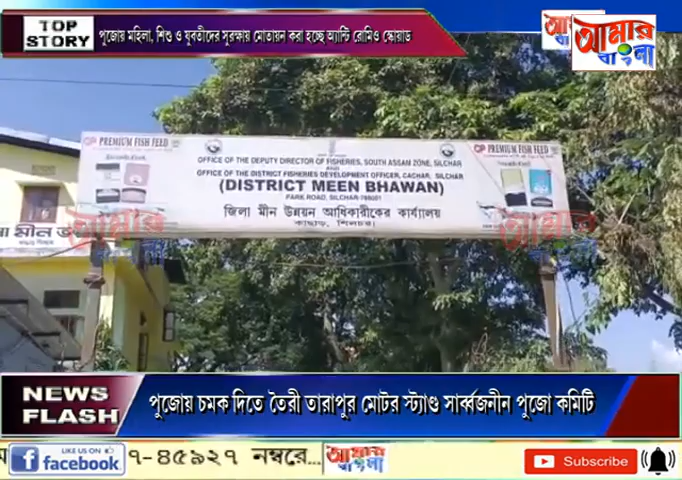 TOP STORY
পুজোয় মহিলা, শিশু ও যুবতীদের সুরক্ষায় মোতায়ন করা হচ্ছে অ্যান্টি রোমিও স্কোয়াড
আমার বাংলা
PREMIUM FISH FEED
OFFICE OF THE DEPUTY DIRECTOR OF FISHERIES, SOUTH ASSAM ZONE, SILCHAR
AND
OFFICE OF THE DISTRICT FISHERIES DEVELOPMENT OFFICER, CACHAR, SILCHAR
(DISTRICT MEEN BHAWAN)
PARK ROAD, SILCHAR-788001
জিলা মীন উন্নয়ন আধিকারীকের কার্য্যালয়
কাছাড়, শিলচর।
PREMIUM FISH FEED
NEWS FLASH
পুজোয় চমক দিতে তৈরী তারাপুর মোটর স্ট্যাণ্ড সার্ব্বজনীন পুজো কমিটি
LIKE US ON
facebook
৭-৪৫৯২৭ নম্বরে...
আমার বাংলা
Subscribe